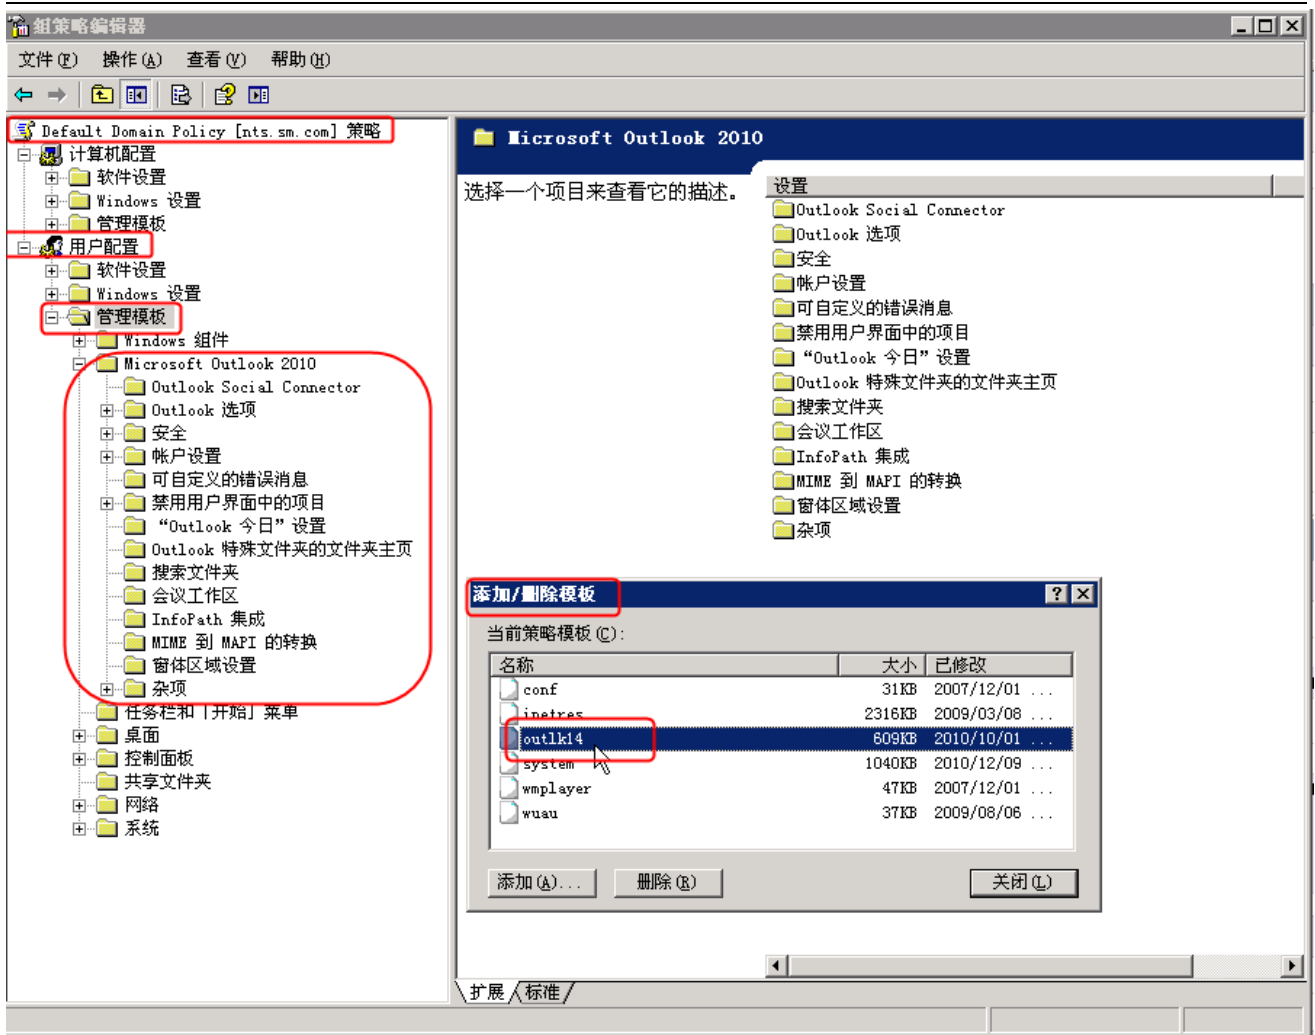 组策略编辑器
文件(F) 操作(A) 查看(V) 帮助(H)
Default Domain Policy [nts.sm.com] 策略
计算机配置
软件设置
Windows 设置
管理模板
用户配置
软件设置
Windows 设置
管理模板
Windows 组件
Microsoft Outlook 2010
Outlook Social Connector
Outlook 选项
安全
帐户设置
可自定义的错误消息
禁用用户界面中的项目
“Outlook 今日”设置
Outlook 特殊文件夹的文件夹主页
搜索文件夹
会议工作区
InfoPath 集成
MIME 到 MAPI 的转换
窗体区域设置
杂项
任务栏和「开始」菜单
桌面
控制面板
共享文件夹
网络
系统
Microsoft Outlook 2010
选择一个项目来查看它的描述。
设置
Outlook Social Connector
Outlook 选项
安全
帐户设置
可自定义的错误消息
禁用用户界面中的项目
“Outlook 今日”设置
Outlook 特殊文件夹的文件夹主页
搜索文件夹
会议工作区
InfoPath 集成
MIME 到 MAPI 的转换
窗体区域设置
杂项
添加/删除模板
当前策略模板(C):
名称 大小 已修改
conf 31KB 2007/12/01 ...
inetres 2316KB 2009/03/08 ...
outlk14 609KB 2010/10/01 ...
system 1040KB 2010/12/09 ...
wmplayer 47KB 2007/12/01 ...
wuau 37KB 2009/08/06 ...
添加(A)... 删除(R) 关闭(L)
扩展 标准